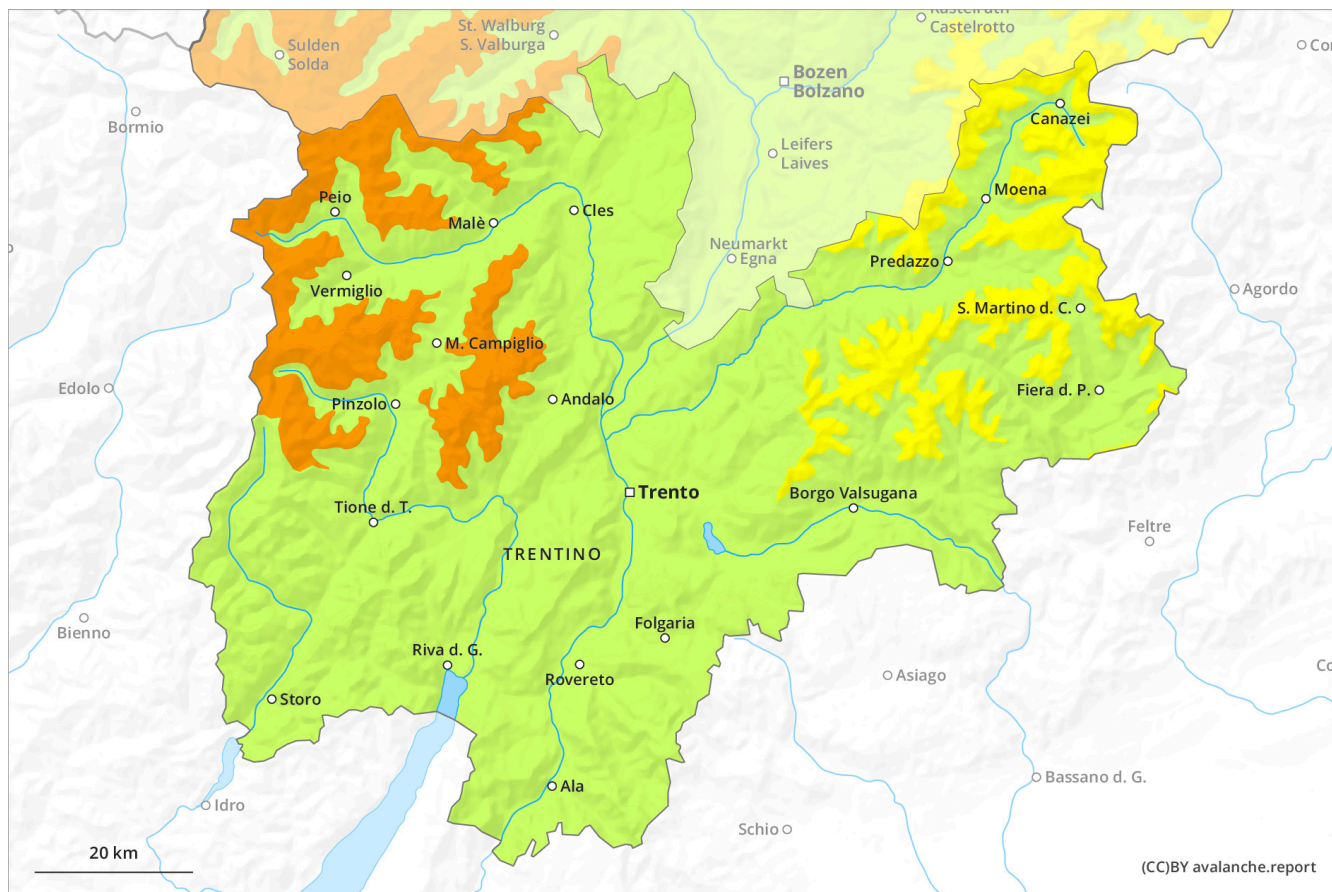 St. Walburg
S. Valburga
Castelrotto
Sulden
Solda
Bozen
Bolzano
Canazei
Bormio
Leifers
Laives
Moena
Peio
Malè
Cles
Neumarkt
Egna
Predazzo
Vermiglio
Agordo
S. Martino d. C.
M. Campiglio
Edolo
Fiera d. P.
Pinzolo
Andalo
Trento
Borgo Valsugana
Tione d. T.
Feltre
TRENTINO
Bienno
Folgaria
Riva d. G.
Rovereto
Asiago
Storo
Bassano d. G.
Ala
Idro
Schio
20 km
(CC)BY avalanche.report